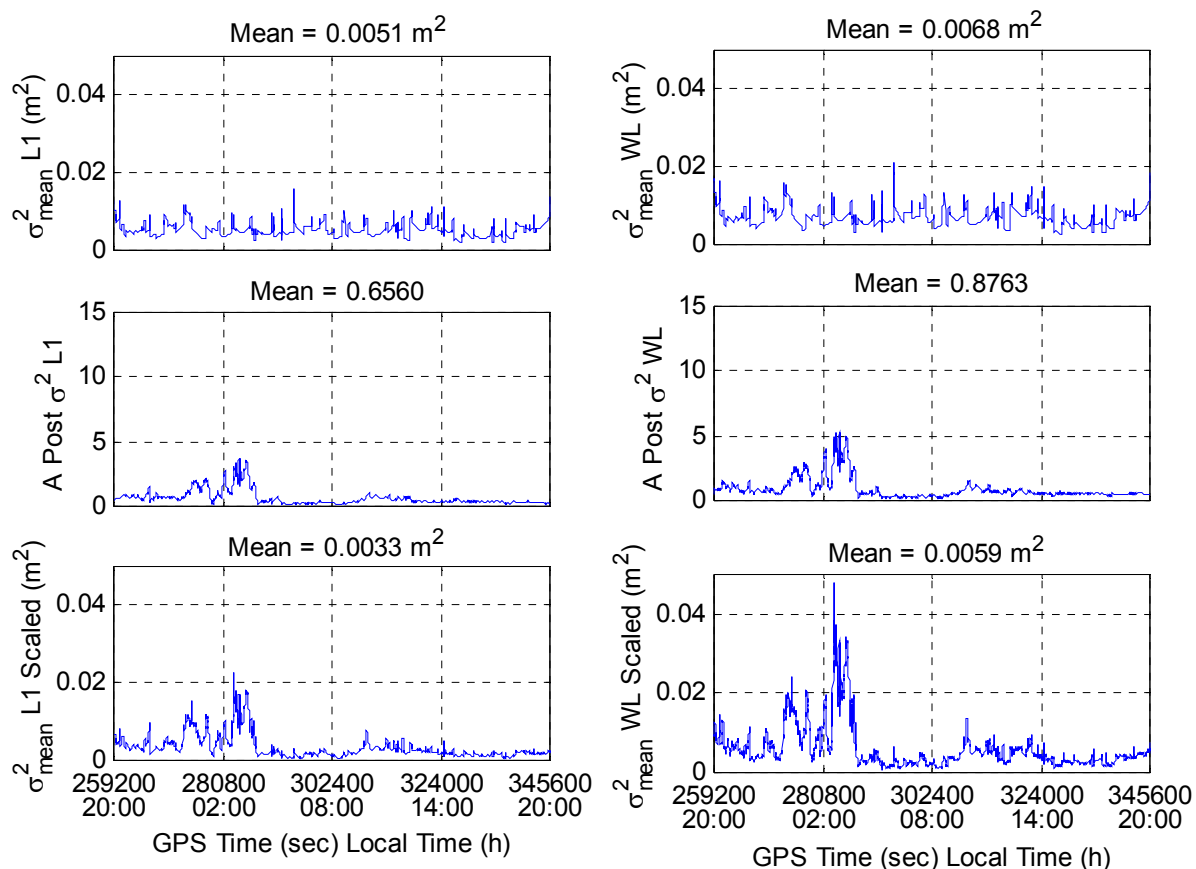 Mean = 0.0051 m²
σ²mean L1 (m²)
0.04
0.02
0
Mean = 0.0068 m²
σ²mean WL (m²)
0.04
0.02
0
Mean = 0.6560
A Post σ² L1
15
10
5
0
Mean = 0.8763
A Post σ² WL
15
10
5
0
Mean = 0.0033 m²
σ²mean L1 Scaled (m²)
0.04
0.02
0
259200 280800 302400 324000 345600
20:00 02:00 08:00 14:00 20:00
GPS Time (sec) Local Time (h)
Mean = 0.0059 m²
σ²mean WL Scaled (m²)
0.04
0.02
0
259200 280800 302400 324000 345600
20:00 02:00 08:00 14:00 20:00
GPS Time (sec) Local Time (h)